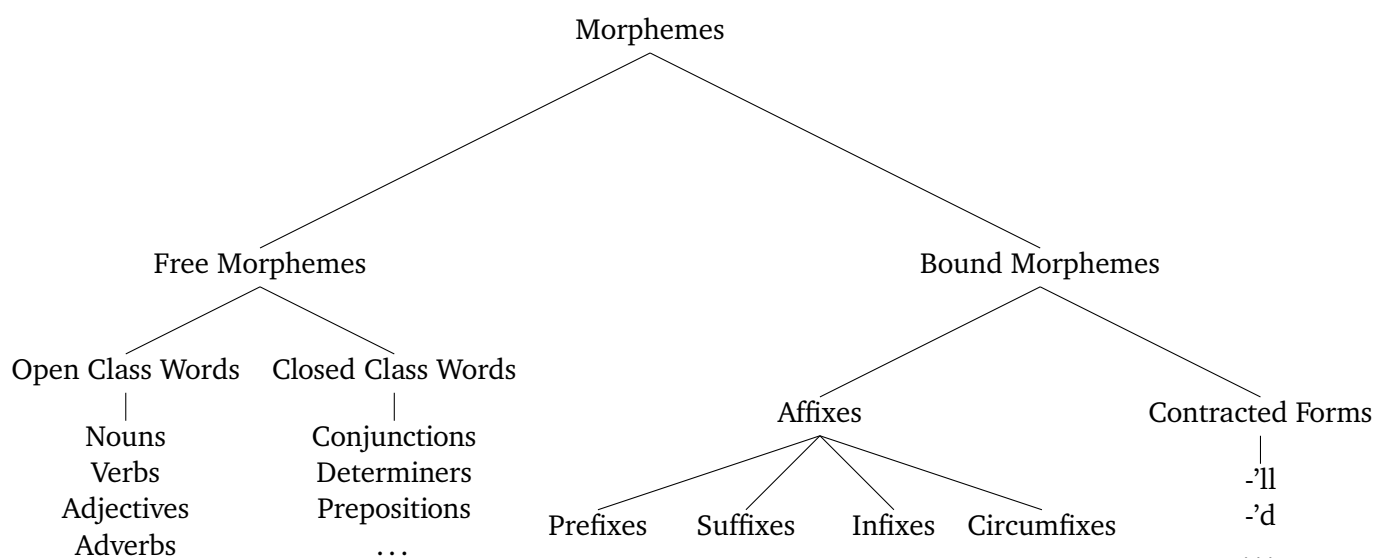 Morphemes
Free Morphemes
Bound Morphemes
Open Class Words
Closed Class Words
Nouns
Verbs
Adjectives
Adverbs
Conjunctions
Determiners
Prepositions
...
Affixes
Contracted Forms
Prefixes
Suffixes
Infixes
Circumfixes
-'ll
-'d
...